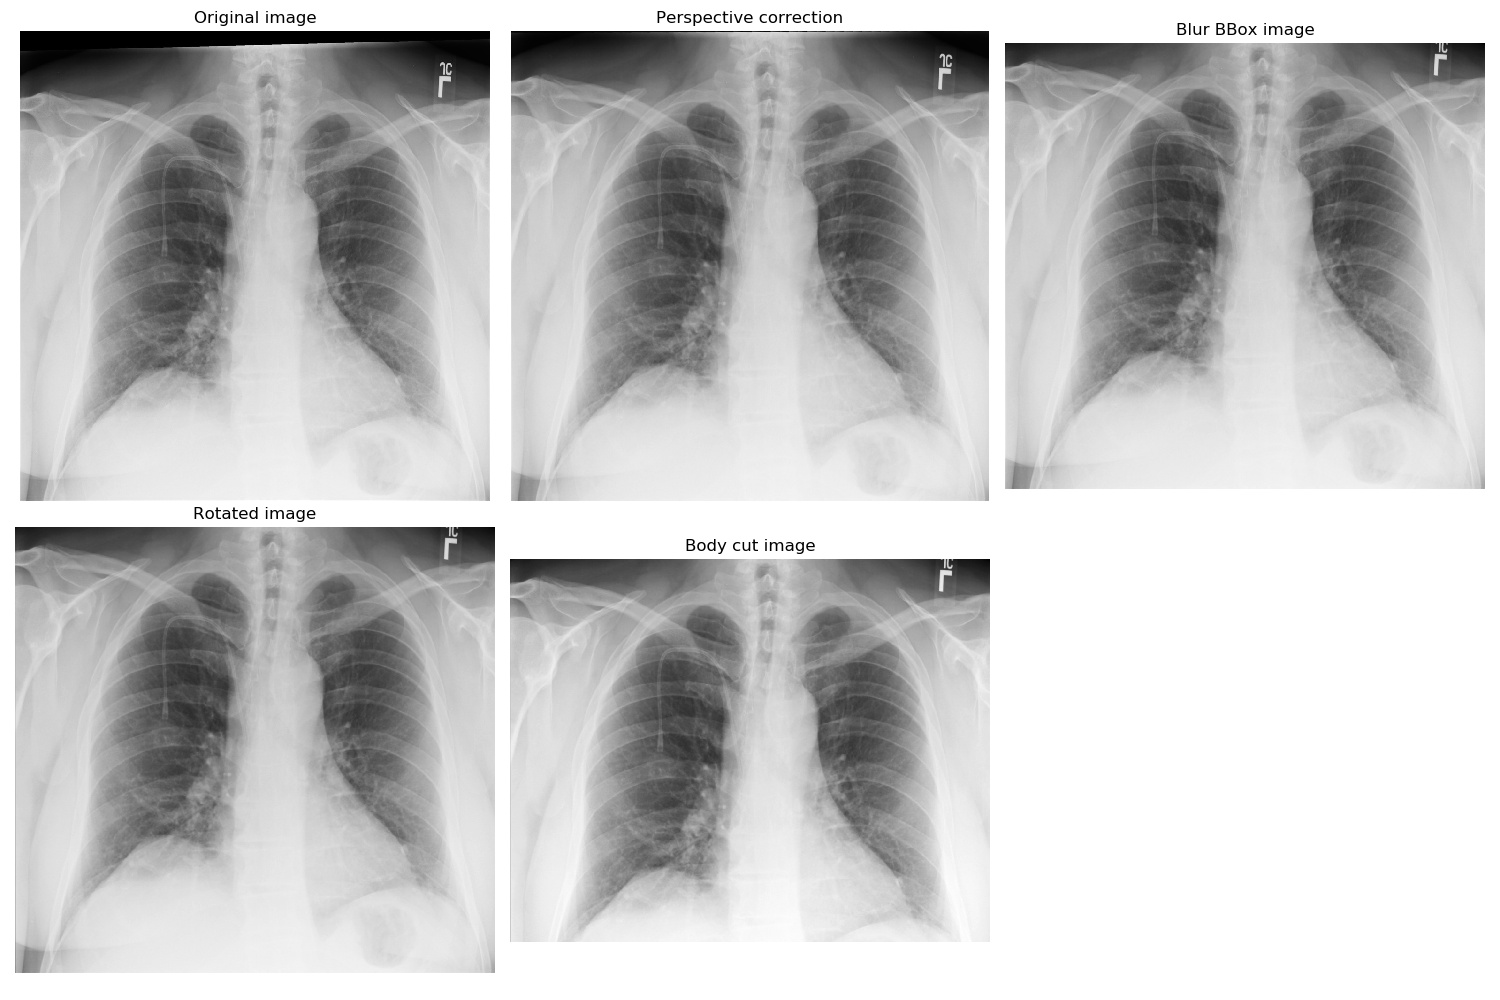 Original image
Perspective correction
Blur BBox image
L
L
L
Rotated image
Body cut image
L
L